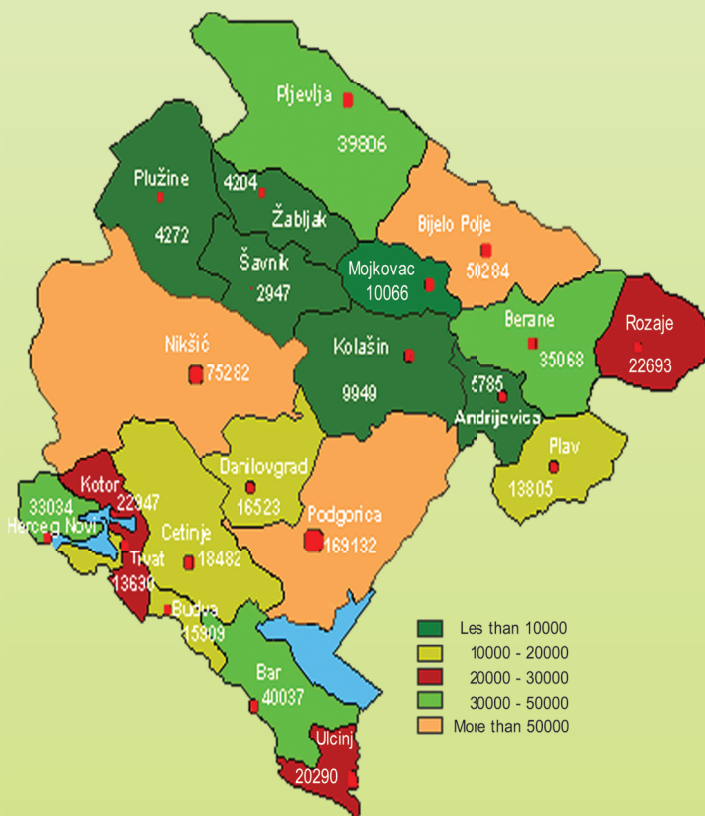 Pljevlja
39806
Plužine
4272
4204
Žabljak
Bijelo Polje
50284
Šavnik
2947
Mojkovac
10066
Berane
35068
Rozaje
22693
Nikšić
75282
Kolašin
9949
5785
Andrijevica
Plav
13805
Danilovgrad
16523
Kotor
22947
33034
Herceg Novi
Podgorica
169132
Cetinje
18482
Tivat
13630
Budva
15909
Bar
40037
Ulcinj
20290
Les than 10000
10000 - 20000
20000 - 30000
30000 - 50000
More than 50000